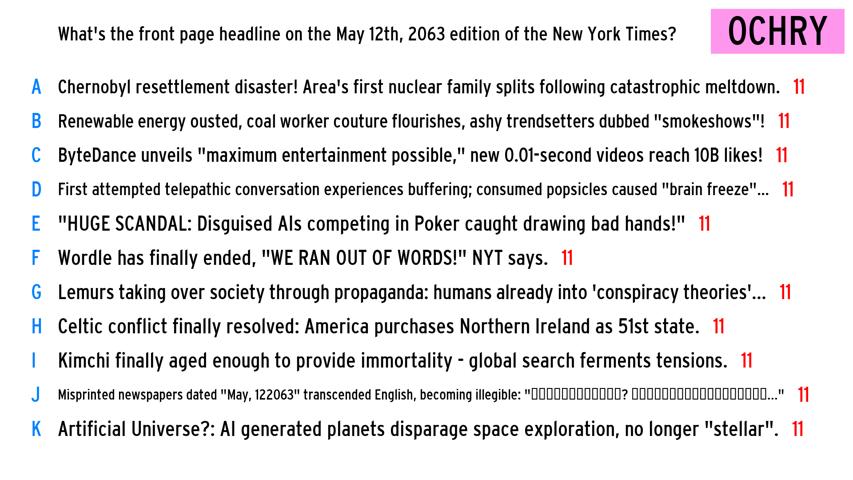 What's the front page headline on the May 12th, 2063 edition of the New York Times?
OCHRY
A Chernobyl resettlement disaster! Area's first nuclear family splits following catastrophic meltdown. 11
B Renewable energy ousted, coal worker couture flourishes, ashy trendsetters dubbed "smokeshows"! 11
C ByteDance unveils "maximum entertainment possible," new 0.01-second videos reach 10B likes! 11
D First attempted telepathic conversation experiences buffering; consumed popsicles caused "brain freeze"... 11
E "HUGE SCANDAL: Disguised AIs competing in Poker caught drawing bad hands!" 11
F Wordle has finally ended, "WE RAN OUT OF WORDS!" NYT says. 11
G Lemurs taking over society through propaganda: humans already into 'conspiracy theories'... 11
H Celtic conflict finally resolved: America purchases Northern Ireland as 51st state. 11
I Kimchi finally aged enough to provide immortality - global search ferments tensions. 11
J Misprinted newspapers dated "May, 122063" transcended English, becoming illegible: "▯▯▯▯▯▯▯▯▯▯▯▯▯? ▯▯▯▯▯▯▯▯▯▯▯▯▯▯▯▯▯▯▯..." 11
K Artificial Universe?: AI generated planets disparage space exploration, no longer "stellar". 11